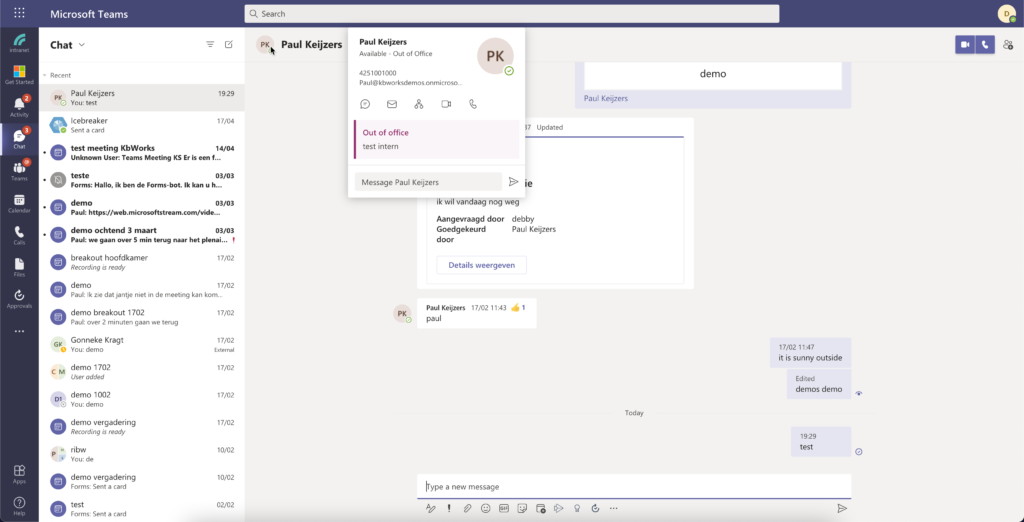 Microsoft Teams
Search
D
Intranet
Get Started
Activity
2
Chat
3
Teams
Calendar
Calls
Files
Approvals
Apps
Help
Chat
Recent
PK
Paul Keijzers
19:29
You: test
Icebreaker
17/04
Sent a card
test meeting KbWorks
14/04
Unknown User: Teams Meeting KS Er is een f...
teste
03/03
Forms: Hallo, ik ben de Forms-bot. Ik kan u h...
demo
03/03
Paul: https://web.microsoftstream.com/vide...
demo ochtend 3 maart
03/03
Paul: we gaan over 5 min terug naar het plenai... !
breakout hoofdkamer
17/02
Recording is ready
demo
17/02
Paul: Ik zie dat jantje niet in de meeting kan kom...
demo breakout 1702
17/02
Paul: over 2 minuten gaan we terug
GK
Gonneke Kragt
17/02
You: demo
External
C M
demo 1702
17/02
User added
D1
demo 1002
17/02
You: demo
demo vergadering
17/02
Recording is ready
ribw
10/02
You: de
demo vergadering
10/02
Forms: Sent a card
test
02/02
Forms: Sent a card
PK
Paul Keijzers
Paul Keijzers
Available - Out of Office
PK
4251001000
Paul@kbworksdemos.onmicroso...
Out of office
test intern
Message Paul Keijzers
demo
Paul Keijzers
17 Updated
ie
ik wil vandaag nog weg
Aangevraagd door debby
Goedgekeurd door Paul Keijzers
Details weergeven
PK
Paul Keijzers 17/02 11:43 👍 1
paul
17/02 11:47
it is sunny outside
Edited
demos demo
Today
19:29
test
Type a new message
GIF